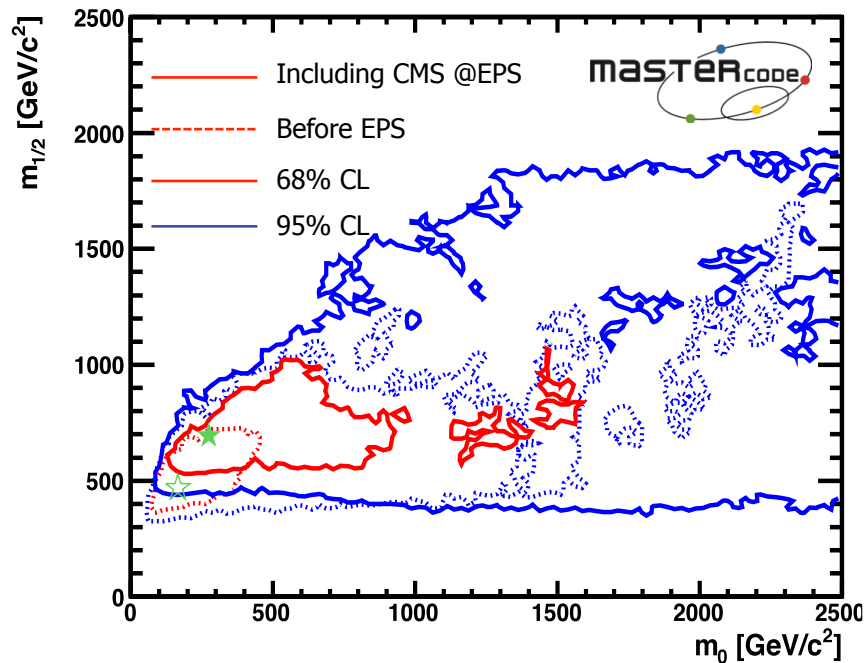 2500
2000
1500
1000
500
0
m1/2 [GeV/c2]
Including CMS @EPS
Before EPS
68% CL
95% CL
masterCODE
0
500
1000
1500
2000
2500
m0 [GeV/c2]